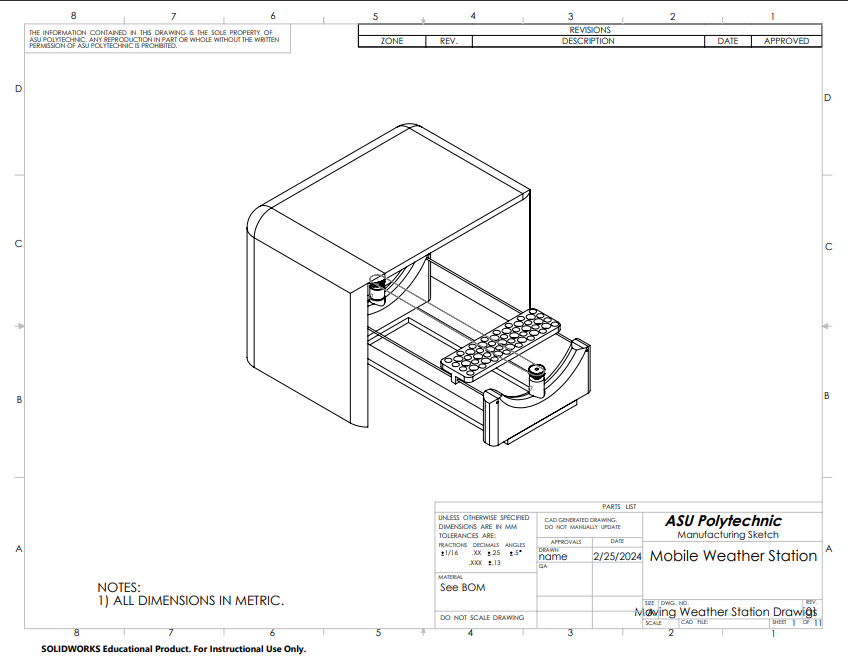 8 7 6 5 4 3 2 1
THE INFORMATION CONTAINED IN THIS DRAWING IS THE SOLE PROPERTY OF
ASU POLYTECHNIC. ANY REPRODUCTION IN PART OR WHOLE WITHOUT THE WRITTEN
PERMISSION OF ASU POLYTECHNIC IS PROHIBITED.
REVISIONS
ZONE REV. DESCRIPTION DATE APPROVED
D D
C C
B B
A A
PARTS LIST
UNLESS OTHERWISE SPECIFIED
DIMENSIONS ARE IN MM
TOLERANCES ARE:
FRACTIONS DECIMALS ANGLES
±1/16 .XX ±.25 ±.5°
.XXX ±.13
MATERIAL
See BOM
DO NOT SCALE DRAWING
CAD GENERATED DRAWING,
DO NOT MANUALLY UPDATE
APPROVALS DATE
DRAWN
name 2/25/2024
QA
ASU Polytechnic
Manufacturing Sketch
Mobile Weather Station
SIZE DWG. NO. REV.
A Moving Weather Station Drawigs
SCALE CAD FILE: SHEET 1 OF 11
NOTES:
1) ALL DIMENSIONS IN METRIC.
8 7 6 5 4 3 2 1
SOLIDWORKS Educational Product. For Instructional Use Only.